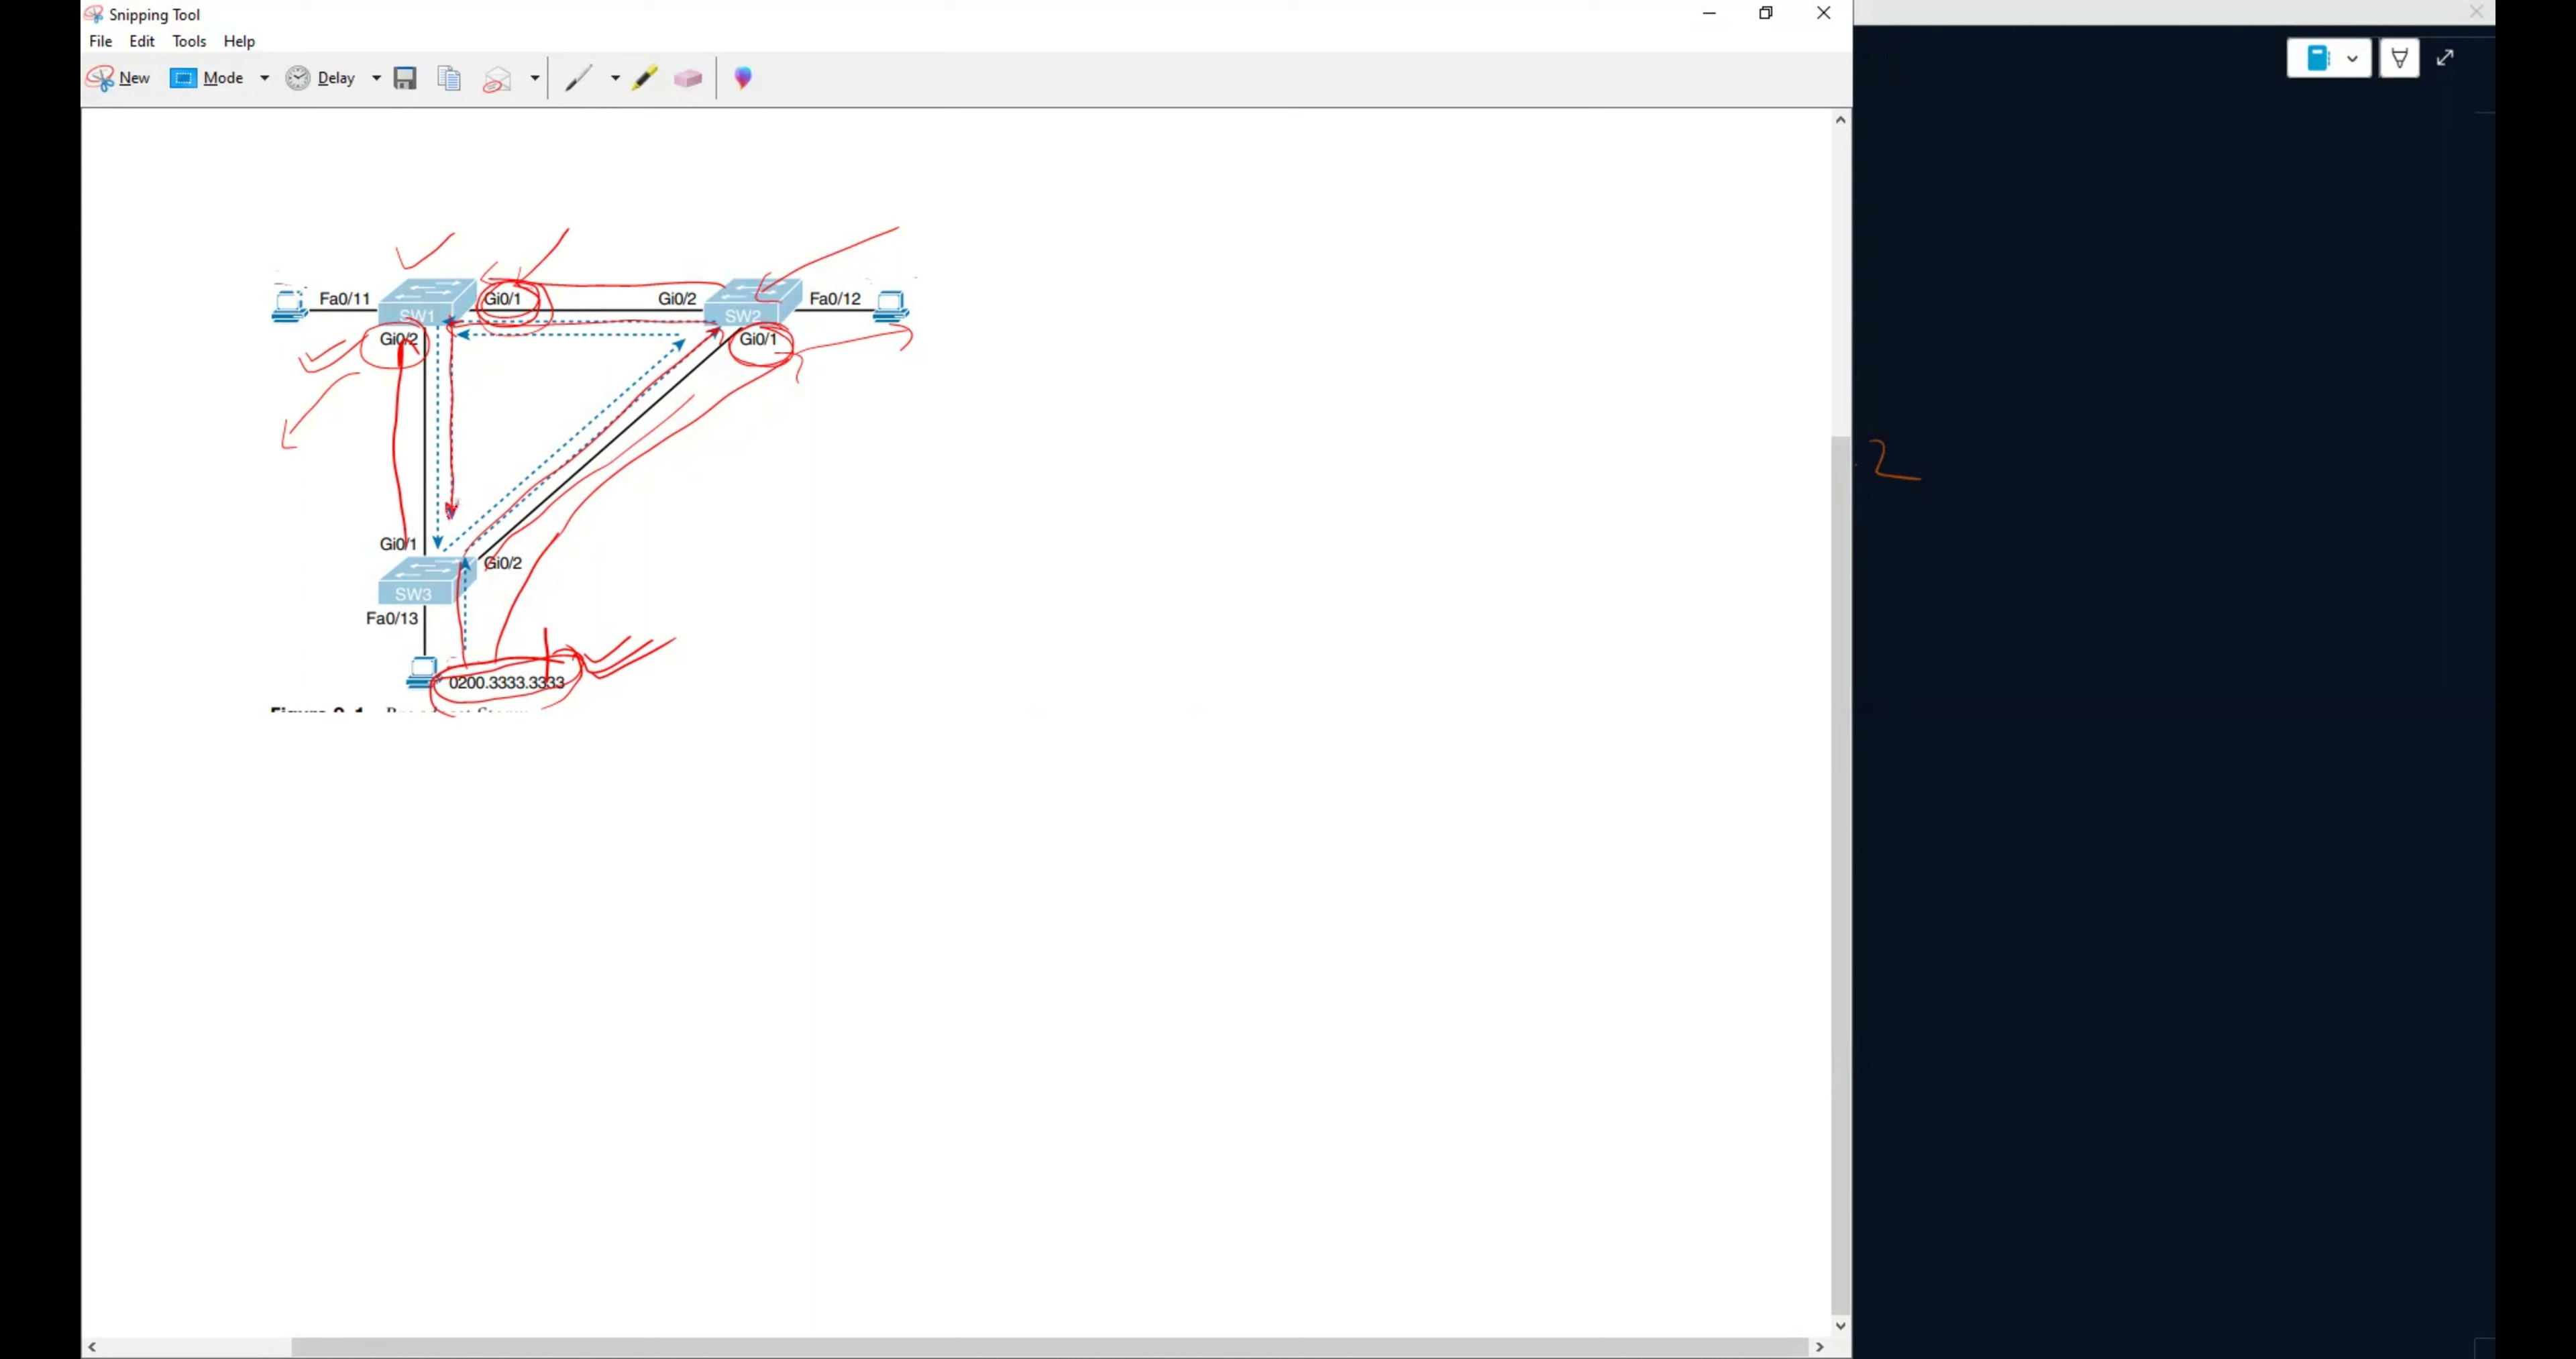 Snipping Tool
File Edit Tools Help
New Mode Delay
Fa0/11 Gi0/1 Gi0/2 Fa0/12
SW1 SW2
Gi0/2 Gi0/1
2
Gi0/1
Gi0/2
SW3
Fa0/13
0200.3333.3333